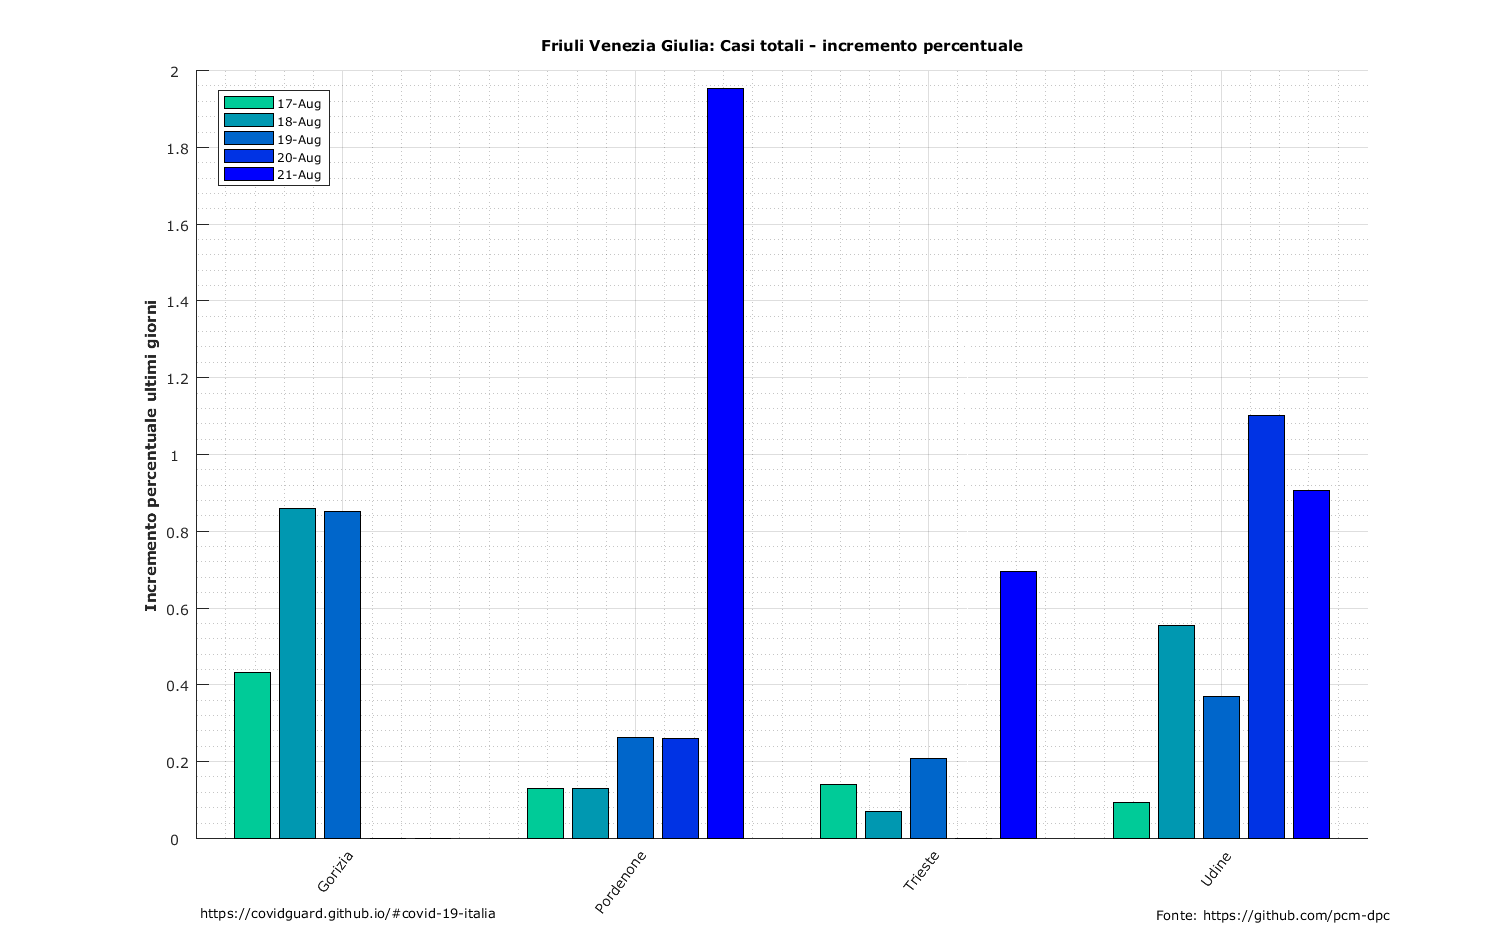 Friuli Venezia Giulia: Casi totali - incremento percentuale
2
1.8
1.6
1.4
1.2
1
0.8
0.6
0.4
0.2
0
Incremento percentuale ultimi giorni
17-Aug
18-Aug
19-Aug
20-Aug
21-Aug
Gorizia
Pordenone
Trieste
Udine
https://covidguard.github.io/#covid-19-italia
Fonte: https://github.com/pcm-dpc